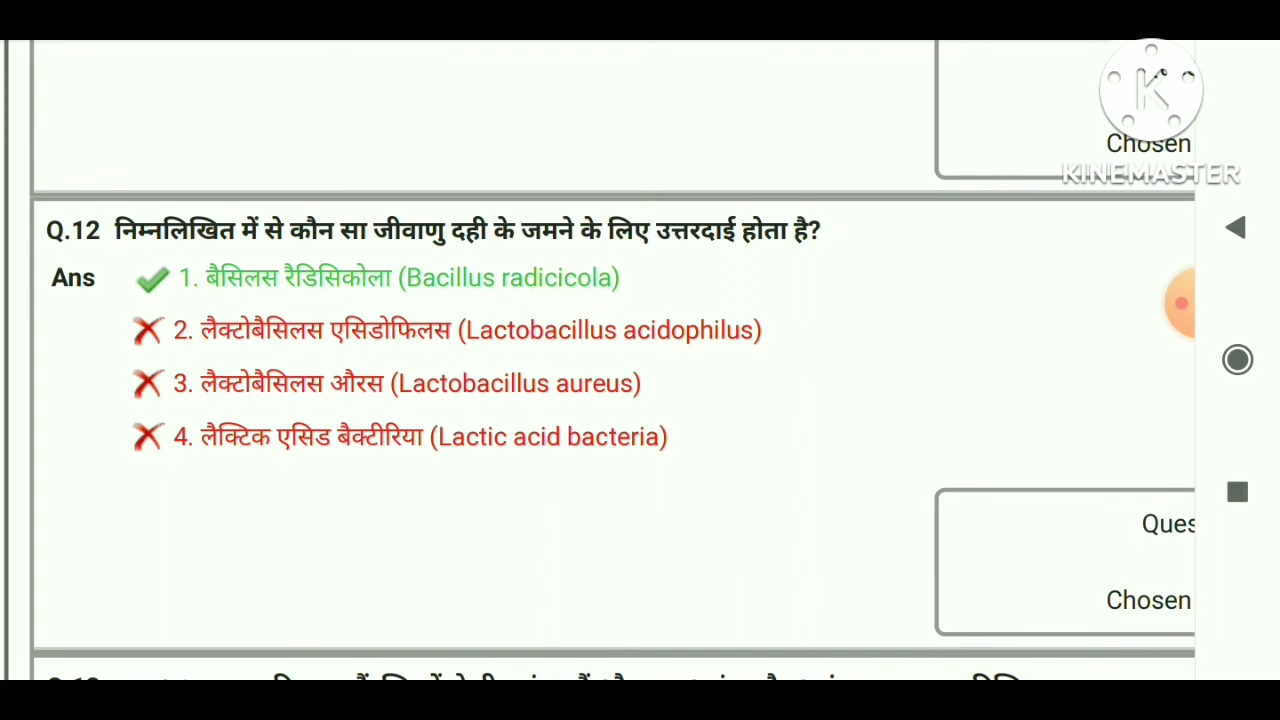 Chosen
KINEMASTER
Q.12 निम्नलिखित में से कौन सा जीवाणु दही के जमने के लिए उत्तरदाई होता है?
Ans 1. बैसिलस रैडिसिकोला (Bacillus radicicola)
2. लैक्टोबैसिलस एसिडोफिलस (Lactobacillus acidophilus)
3. लैक्टोबैसिलस औरस (Lactobacillus aureus)
4. लैक्टिक एसिड बैक्टीरिया (Lactic acid bacteria)
Ques
Chosen